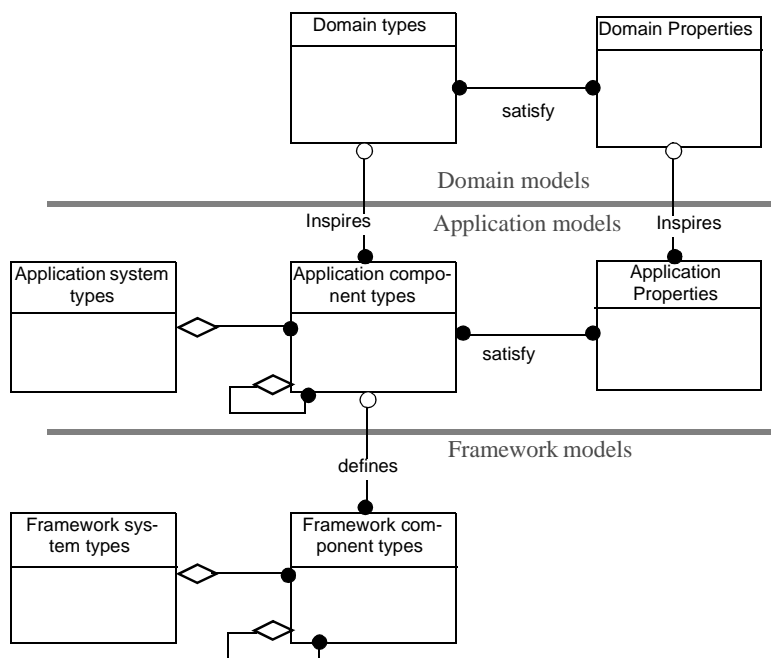 Domain types
Domain Properties
satisfy
Domain models
Inspires
Application models
Inspires
Application system
types
Application compo-
nent types
Application
Properties
satisfy
Framework models
defines
Framework sys-
tem types
Framework com-
ponent types